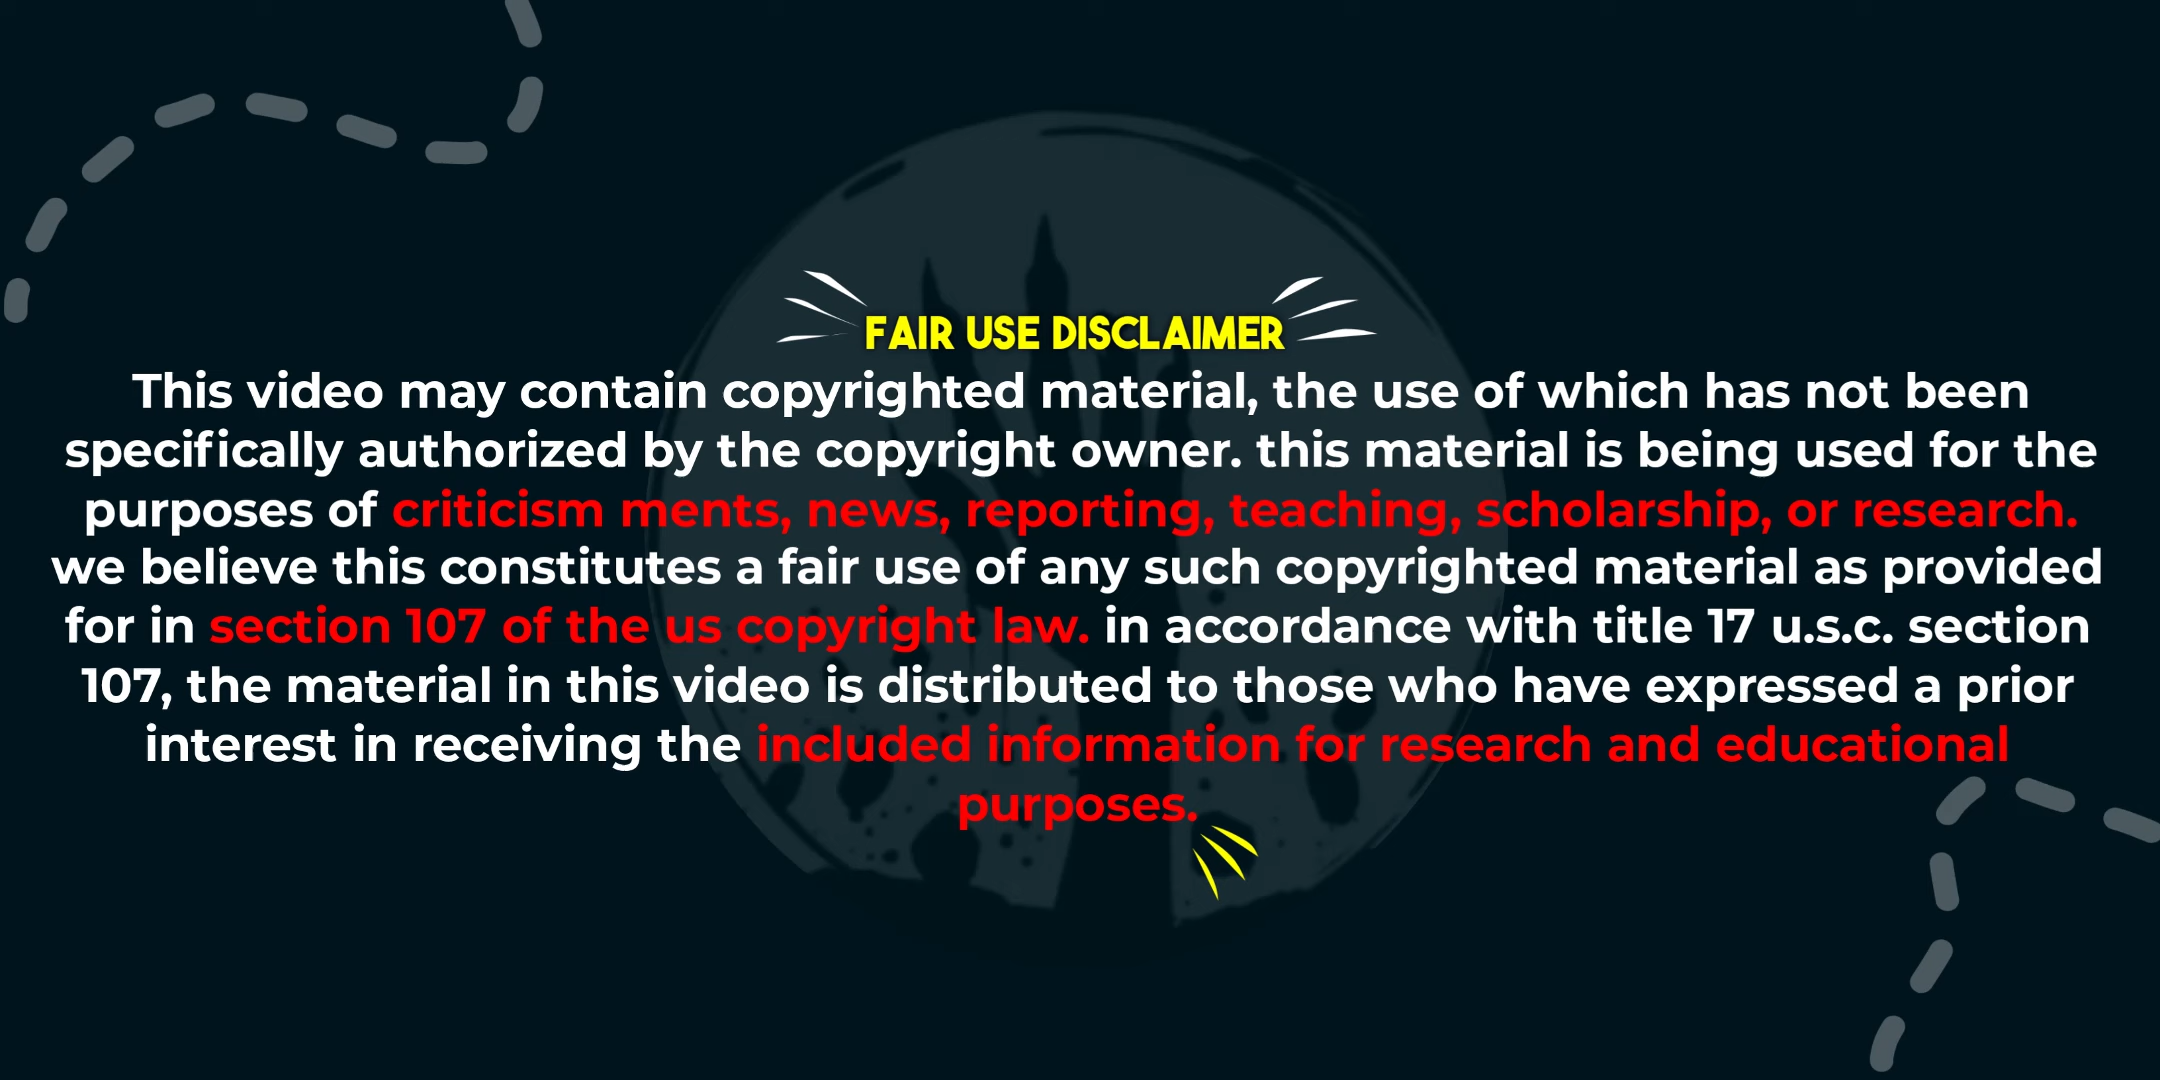 FAIR USE DISCLAIMER
This video may contain copyrighted material, the use of which has not been
specifically authorized by the copyright owner. this material is being used for the
purposes of criticism ments, news, reporting, teaching, scholarship, or research.
we believe this constitutes a fair use of any such copyrighted material as provided
for in section 107 of the us copyright law. in accordance with title 17 u.s.c. section
107, the material in this video is distributed to those who have expressed a prior
interest in receiving the included information for research and educational
purposes.